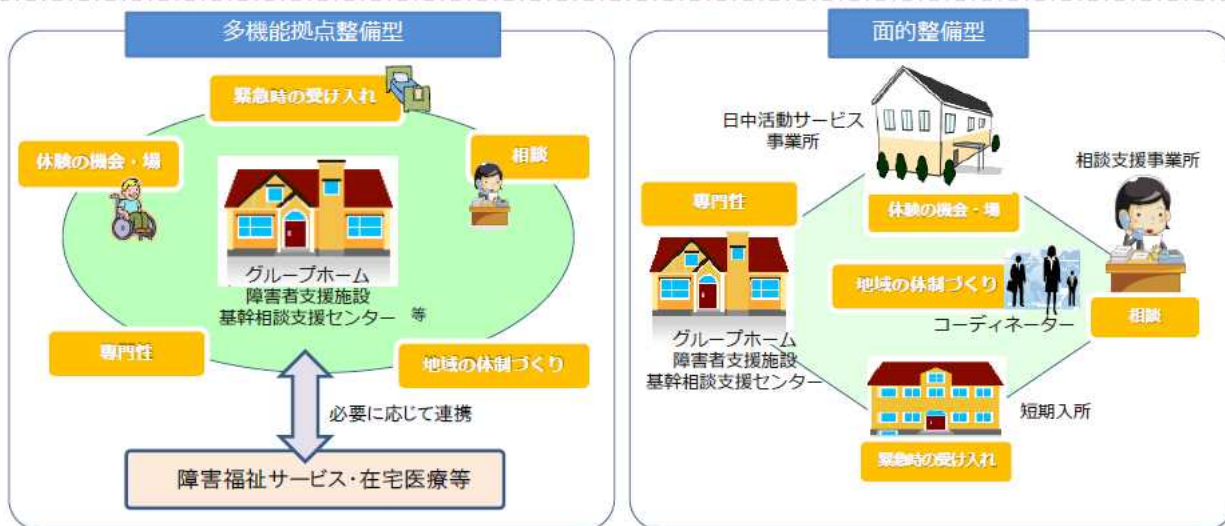 多機能拠点整備型
緊急時の受け入れ
体験の機会・場
相談
グループホーム
障害者支援施設
基幹相談支援センター 等
専門性
地域の体制づくり
必要に応じて連携
障害福祉サービス・在宅医療等
面的整備型
日中活動サービス
事業所
相談支援事業所
専門性
体験の機会・場
地域の体制づくり
コーディネーター
相談
グループホーム
障害者支援施設
基幹相談支援センター
短期入所
緊急時の受け入れ